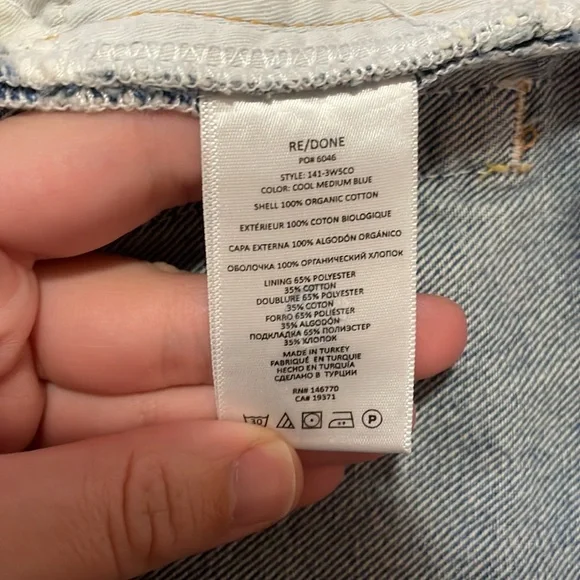 RE/DONE
PO# 6046
STYLE: 141-3W5CO
COLOR: COOL MEDIUM BLUE
SHELL 100% ORGANIC COTTON
EXTÉRIEUR 100% COTON BIOLOGIQUE
CAPA EXTERNA 100% ALGODÓN ORGÁNICO
ОБОЛОЧКА 100% ОРГАНИЧЕСКИЙ ХЛОПОК
LINING 65% POLYESTER
35% COTTON
DOUBLURE 65% POLYESTER
35% COTON
FORRO 65% POLIÉSTER
35% ALGODÓN
ПОДКЛАДКА 65% ПОЛИЭСТЕР
35% ХЛОПОК
MADE IN TURKEY
FABRIQUÉ EN TURQUIE
HECHO EN TURQUÍA
СДЕЛАНО В ТУРЦИИ
RN# 146770
CA# 19371
30 P